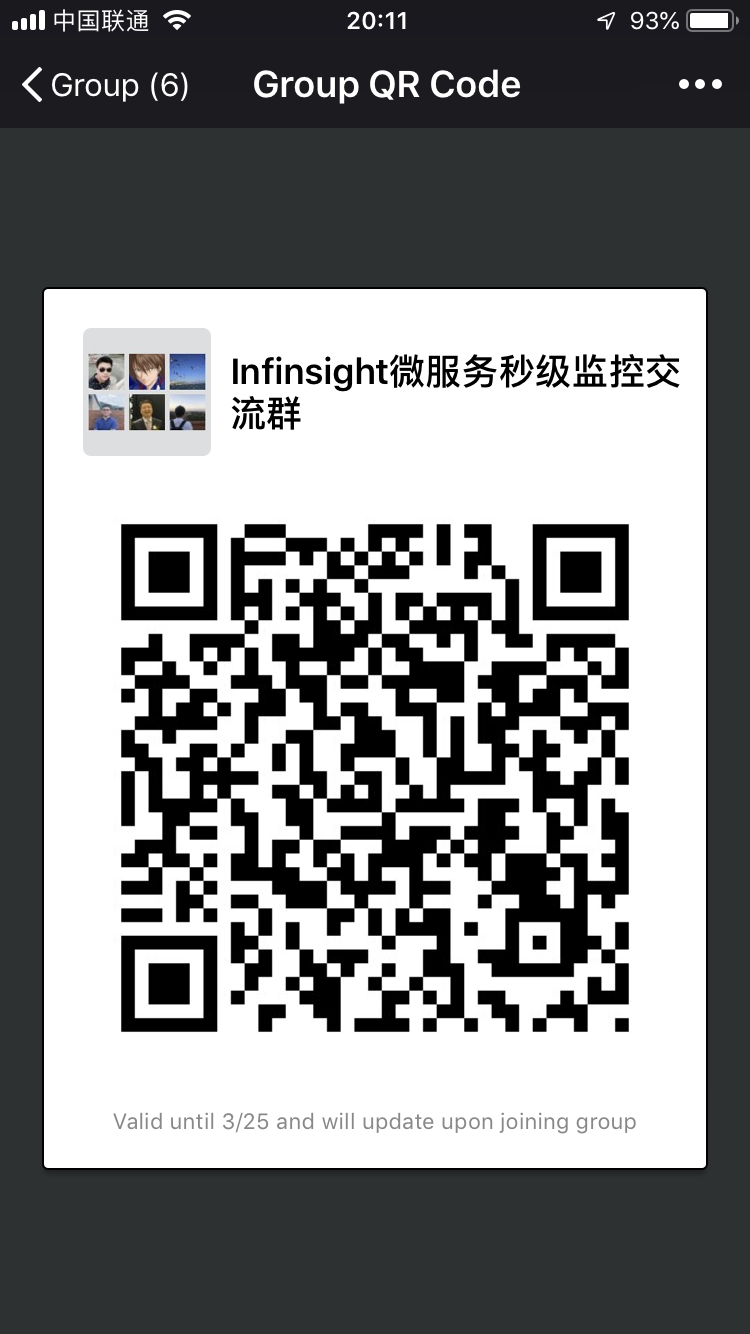 中国联通 20:11 93%
Group (6) Group QR Code
Infinsight微服务秒级监控交
流群
Valid until 3/25 and will update upon joining group